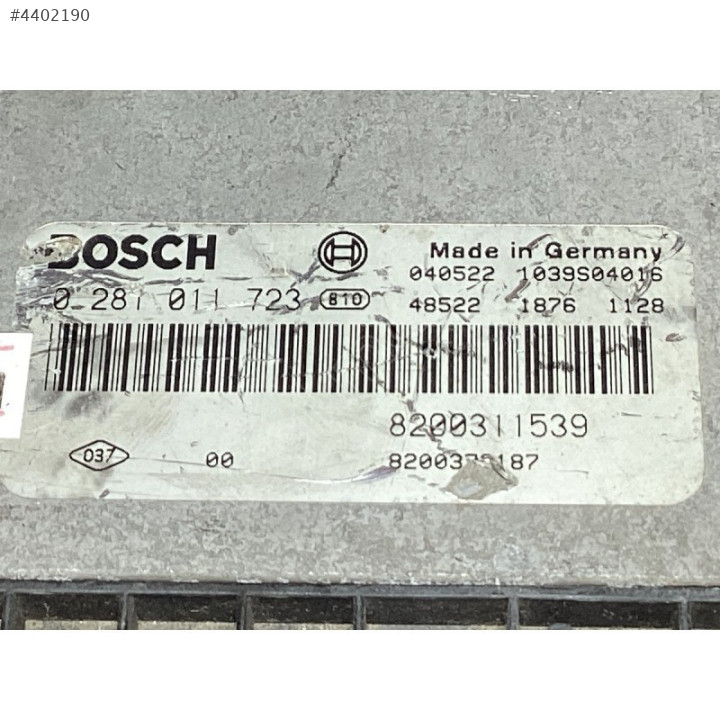 #4402190
BOSCH
Made in Germany
040522 1039S04016
0 281 011 723 810
48522 1876 1128
8200311539
037 00